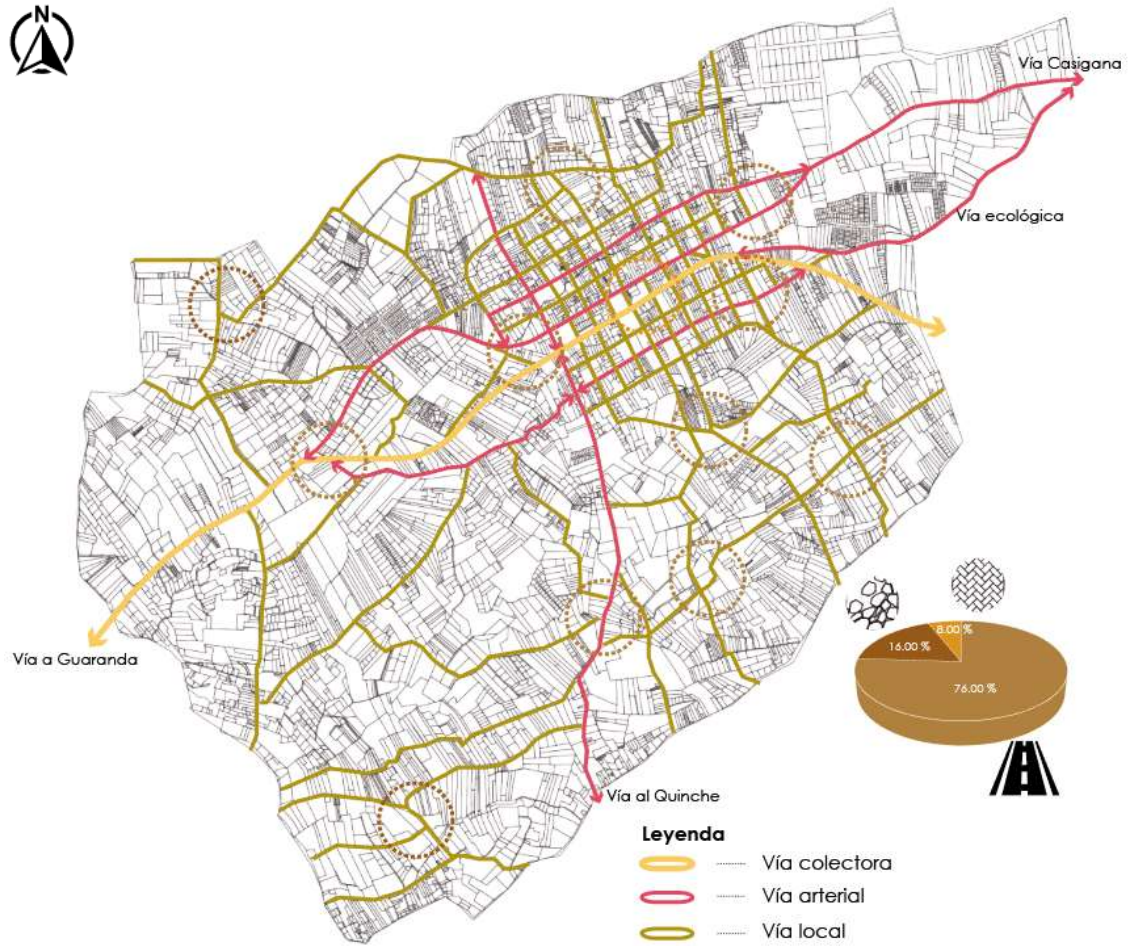 N
Vía Casigana
Vía ecológica
Vía a Guaranda
8.00 %
16.00 %
76.00 %
Vía al Quinche
Leyenda
Vía colectora
Vía arterial
Vía local